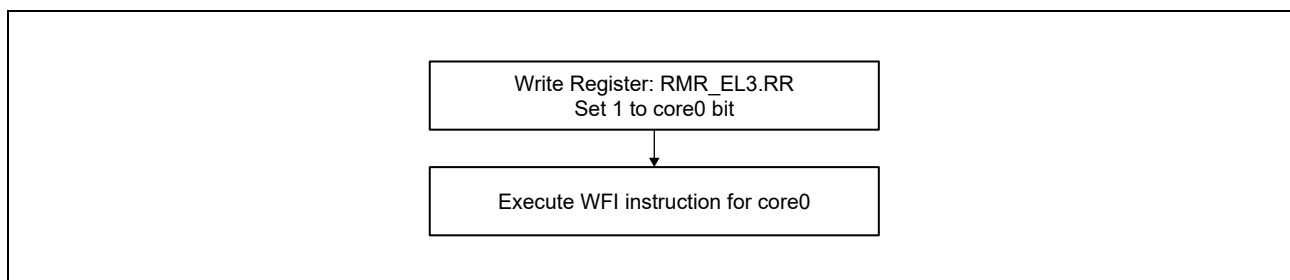 Write Register: RMR_EL3.RR
Set 1 to core0 bit
Execute WFI instruction for core0